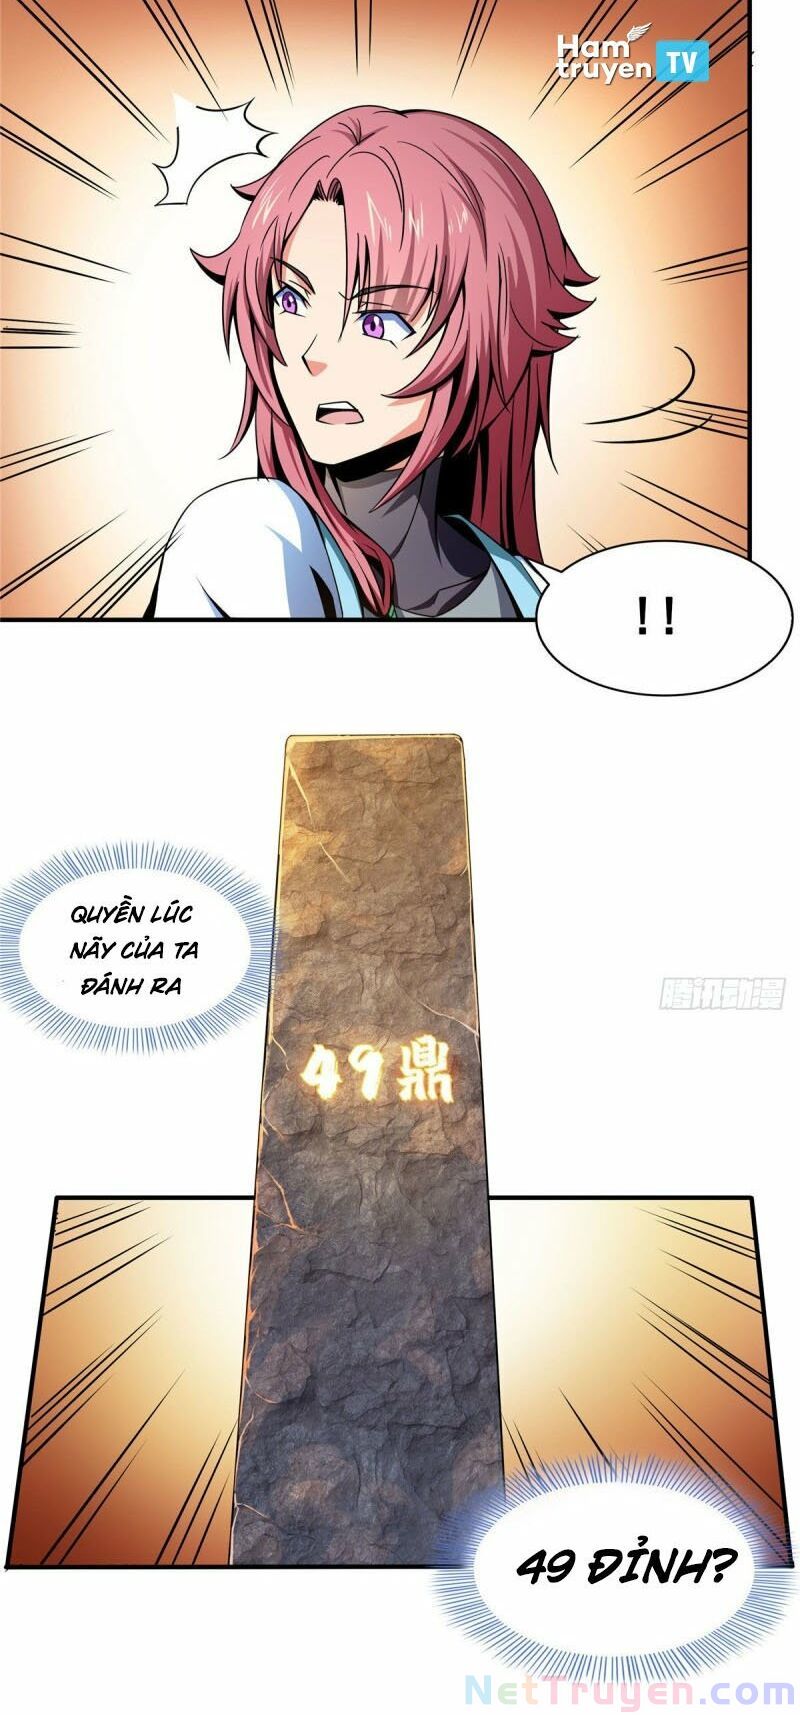 Ham
truyen TV
!!
QUYỀN LÚC
NÃY CỦA TA
ĐÁNH RA
腾讯动漫
49鼎
49 ĐỈNH?
NetTruyen.com